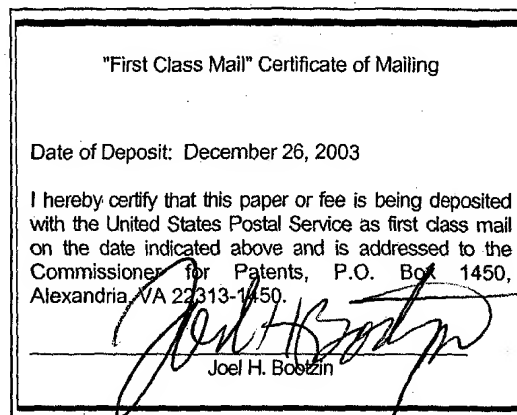 "First Class Mail" Certificate of Mailing
Date of Deposit: December 26, 2003
I hereby certify that this paper or fee is being deposited
with the United States Postal Service as first class mail
on the date indicated above and is addressed to the
Commissioner for Patents, P.O. Box 1450,
Alexandria, VA 22313-1450.
Joel H Bootzin
Joel H. Bootzin